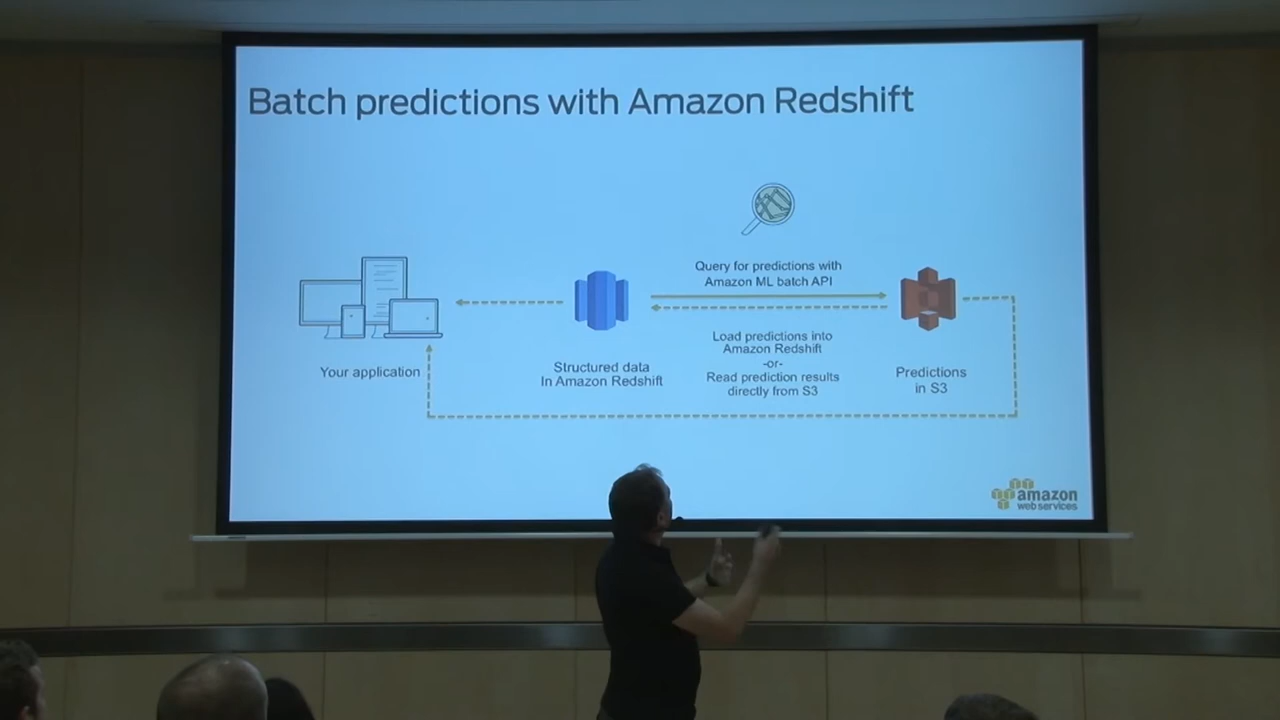 Batch predictions with Amazon Redshift
Query for predictions with
Amazon ML batch API
Load predictions into
Amazon Redshift
-or-
Read prediction results
directly from S3
Your application
Structured data
In Amazon Redshift
Predictions
in S3
amazon
web services